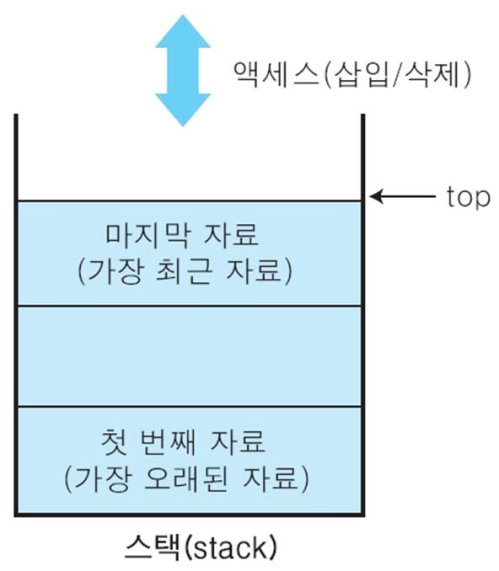 액세스(삽입/삭제)
top
마지막 자료
(가장 최근 자료)
첫 번째 자료
(가장 오래된 자료)
스택(stack)